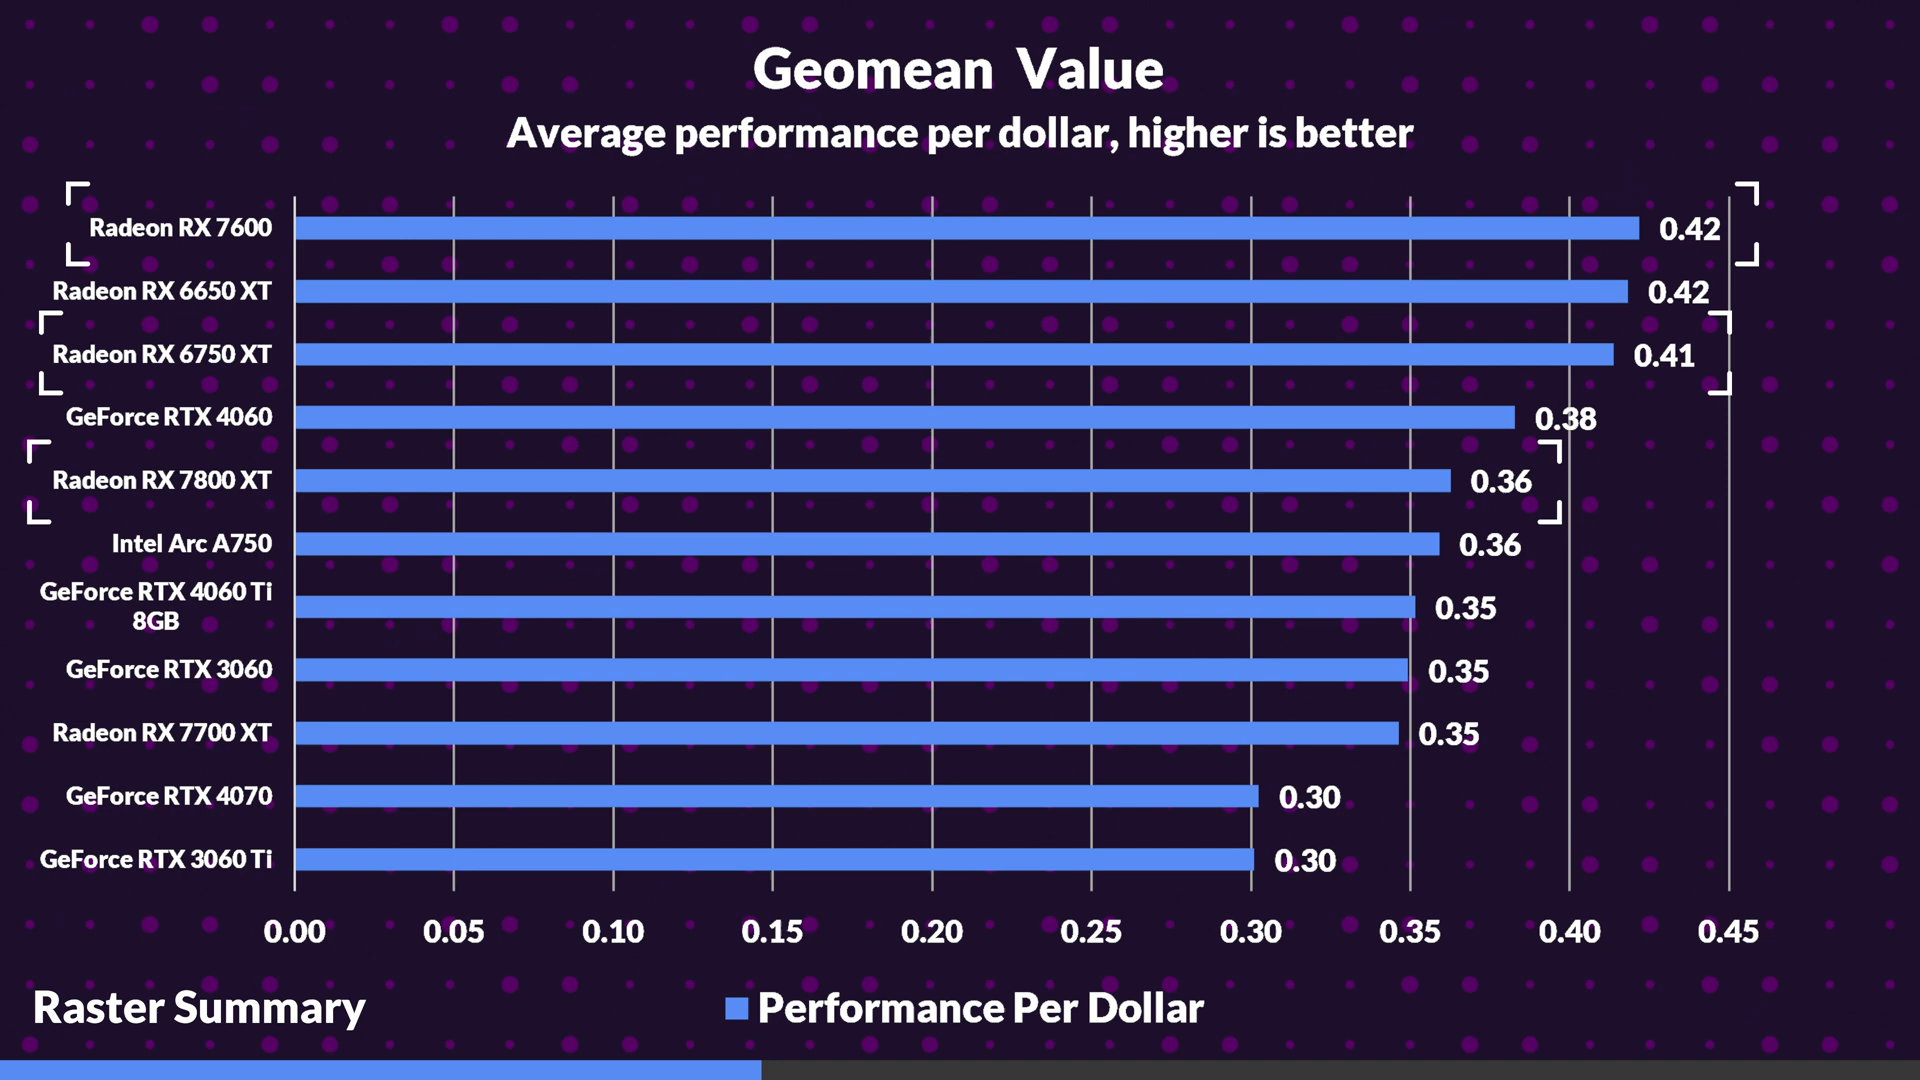 Geomean Value
Average performance per dollar, higher is better
Radeon RX 7600 0.42
Radeon RX 6650 XT 0.42
Radeon RX 6750 XT 0.41
GeForce RTX 4060 0.38
Radeon RX 7800 XT 0.36
Intel Arc A750 0.36
GeForce RTX 4060 Ti
8GB 0.35
GeForce RTX 3060 0.35
Radeon RX 7700 XT 0.35
GeForce RTX 4070 0.30
GeForce RTX 3060 Ti 0.30
0.00 0.05 0.10 0.15 0.20 0.25 0.30 0.35 0.40 0.45
Raster Summary
Performance Per Dollar